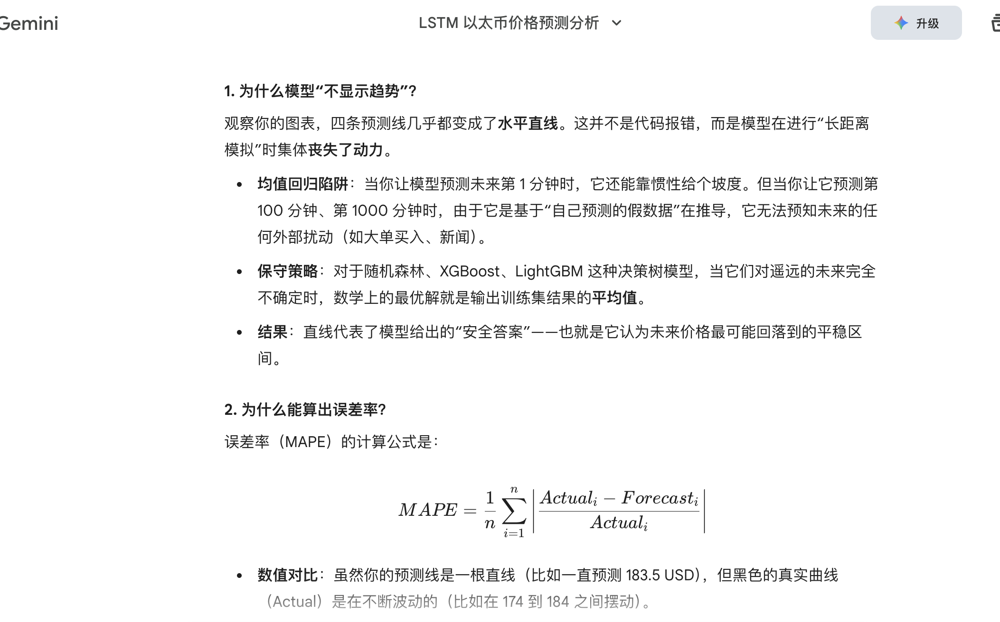 Gemini
LSTM 以太币价格预测分析
升级
1. 为什么模型“不显示趋势”？
观察你的图表，四条预测线几乎都变成了水平直线。这并不是代码报错，而是模型在进行“长距离
模拟”时集体丧失了动力。
• 均值回归陷阱：当你让模型预测未来第 1 分钟时，它还能靠惯性给个坡度。但当你让它预测第
100 分钟、第 1000 分钟时，由于它是基于“自己预测的假数据”在推导，它无法预知未来的任
何外部扰动（如大单买入、新闻）。
• 保守策略：对于随机森林、XGBoost、LightGBM 这种决策树模型，当它们对遥远的未来完全
不确定时，数学上的最优解就是输出训练集结果的平均值。
• 结果：直线代表了模型给出的“安全答案”——也就是它认为未来价格最可能回落到的平稳区
间。
2. 为什么能算出误差率？
误差率（MAPE）的计算公式是：
$$MAPE = \frac{1}{n} \sum_{i=1}^{n} \left| \frac{Actual_i - Forecast_i}{Actual_i} \right|$$
• 数值对比：虽然你的预测线是一根直线（比如一直预测 183.5 USD），但黑色的真实曲线
（Actual）是在不断波动的（比如在 174 到 184 之间摆动）。